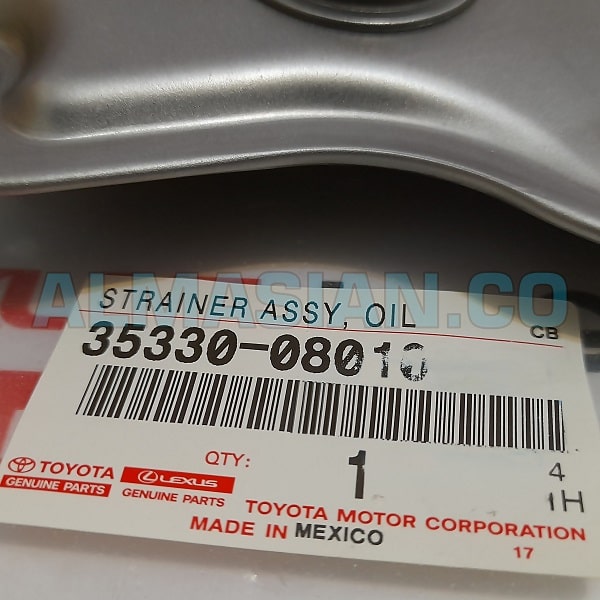 ALMASIAN.CO
STRAINER ASSY, OIL
CB
35330-08010
QTY: 1
4
1H
TOYOTA
GENUINE PARTS
LEXUS
GENUINE PARTS
TOYOTA MOTOR CORPORATION
MADE IN MEXICO
17